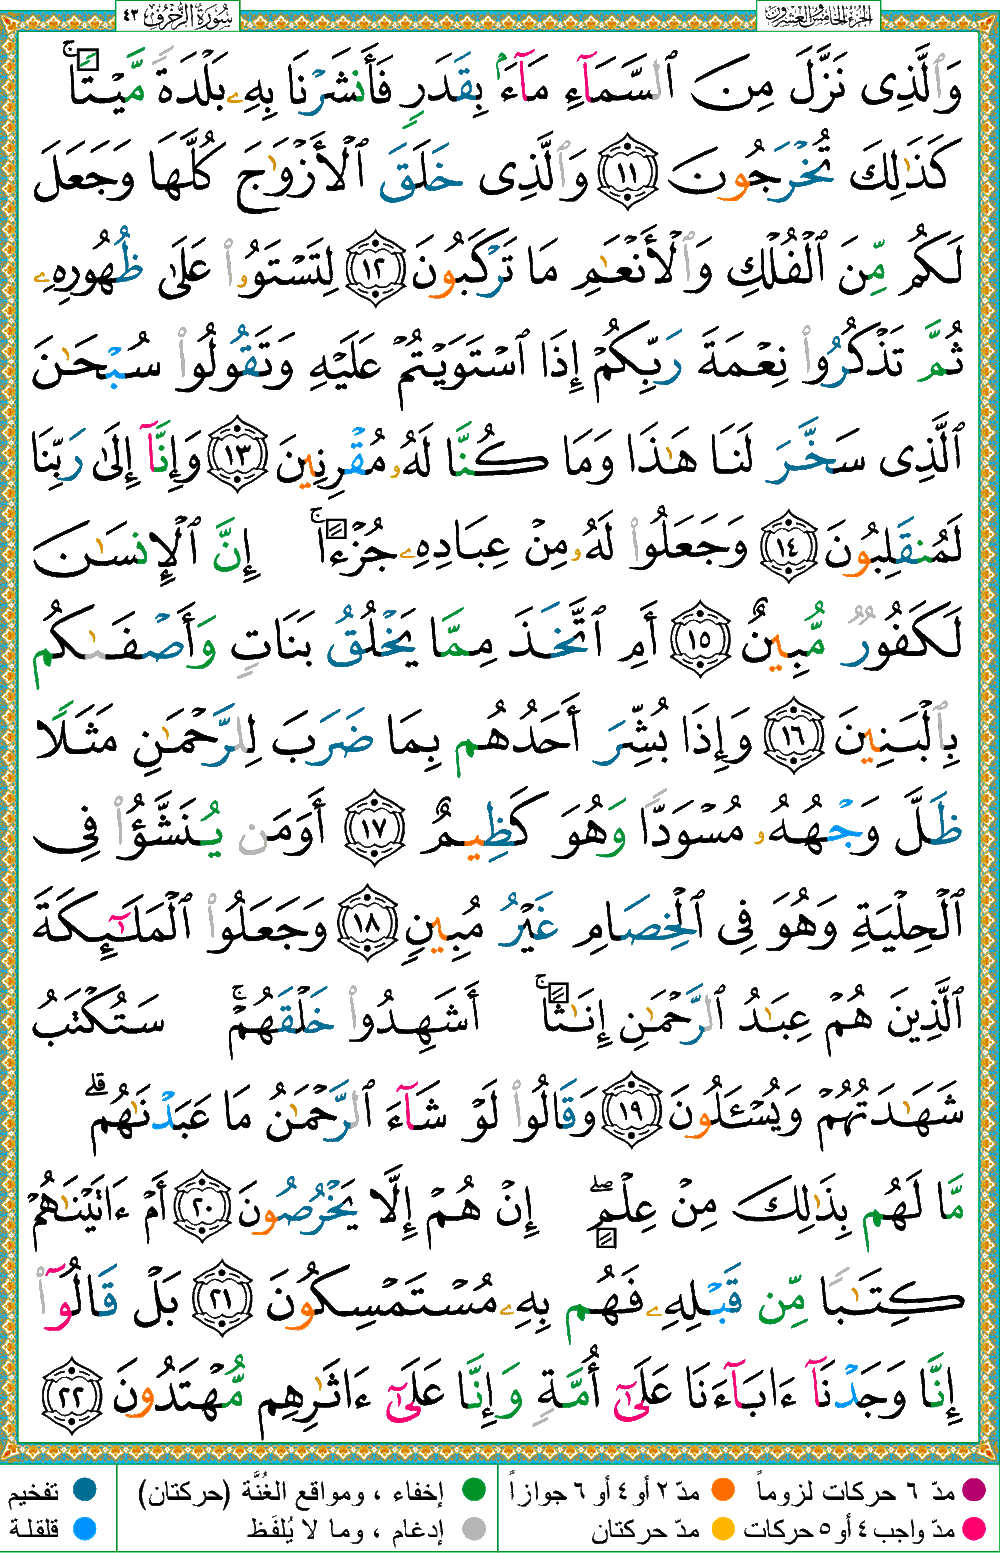 سُورَةُ الزُّخْرُفِ ٤٣
الجزء الخامس والعشرون
وَٱلَّذِى نَزَّلَ مِنَ ٱلسَّمَآءِ مَآءَۢ بِقَدَرٍ فَأَنشَرْنَا بِهِۦ بَلْدَةً مَّيْتًا ۚ
كَذَٰلِكَ تُخْرَجُونَ ١١ وَٱلَّذِى خَلَقَ ٱلْأَزْوَٰجَ كُلَّهَا وَجَعَلَ
لَكُم مِّنَ ٱلْفُلْكِ وَٱلْأَنْعَٰمِ مَا تَرْكَبُونَ ١٢ لِتَسْتَوُۥا۟ عَلَىٰ ظُهُورِهِۦ
ثُمَّ تَذْكُرُوا۟ نِعْمَةَ رَبِّكُمْ إِذَا ٱسْتَوَيْتُمْ عَلَيْهِ وَتَقُولُوا۟ سُبْحَٰنَ
ٱلَّذِى سَخَّرَ لَنَا هَٰذَا وَمَا كُنَّا لَهُۥ مُقْرِنِينَ ١٣ وَإِنَّآ إِلَىٰ رَبِّنَا
لَمُنقَلِبُونَ ١٤ وَجَعَلُوا۟ لَهُۥ مِنْ عِبَادِهِۦ جُزْءًا ۚ إِنَّ ٱلْإِنسَٰنَ
لَكَفُورٌ مُّبِينٌ ١٥ أَمِ ٱتَّخَذَ مِمَّا يَخْلُقُ بَنَاتٍ وَأَصْفَىٰكُم
بِٱلْبَنِينَ ١٦ وَإِذَا بُشِّرَ أَحَدُهُم بِمَا ضَرَبَ لِلرَّحْمَٰنِ مَثَلًا
ظَلَّ وَجْهُهُۥ مُسْوَدًّا وَهُوَ كَظِيمٌ ١٧ أَوَمَن يُنَشَّؤُا۟ فِى
ٱلْحِلْيَةِ وَهُوَ فِى ٱلْخِصَامِ غَيْرُ مُبِينٍ ١٨ وَجَعَلُوا۟ ٱلْمَلَٰٓئِكَةَ
ٱلَّذِينَ هُمْ عِبَٰدُ ٱلرَّحْمَٰنِ إِنَٰثًا ۚ أَشَهِدُوا۟ خَلْقَهُمْ ۚ سَتُكْتَبُ
شَهَٰدَتُهُمْ وَيُسْـَٔلُونَ ١٩ وَقَالُوا۟ لَوْ شَآءَ ٱلرَّحْمَٰنُ مَا عَبَدْنَٰهُم ۗ
مَّا لَهُم بِذَٰلِكَ مِنْ عِلْمٍ ۖ إِنْ هُمْ إِلَّا يَخْرُصُونَ ٢٠ أَمْ ءَاتَيْنَٰهُمْ
كِتَٰبًا مِّن قَبْلِهِۦ فَهُم بِهِۦ مُسْتَمْسِكُونَ ٢١ بَلْ قَالُوٓا۟
إِنَّا وَجَدْنَآ ءَابَآءَنَا عَلَىٰٓ أُمَّةٍ وَإِنَّا عَلَىٰٓ ءَاثَٰرِهِم مُّهْتَدُونَ ٢٢
مدّ ٦ حركات لزوماً مدّ ٢ أو ٤ أو ٦ جوازاً إخفاء ، ومواقع الغُنَّة (حركتان) تفخيم
مدّ واجب ٤ أو ٥ حركات مدّ حركتان إدغام ، وما لا يُلفَظ قلقلة